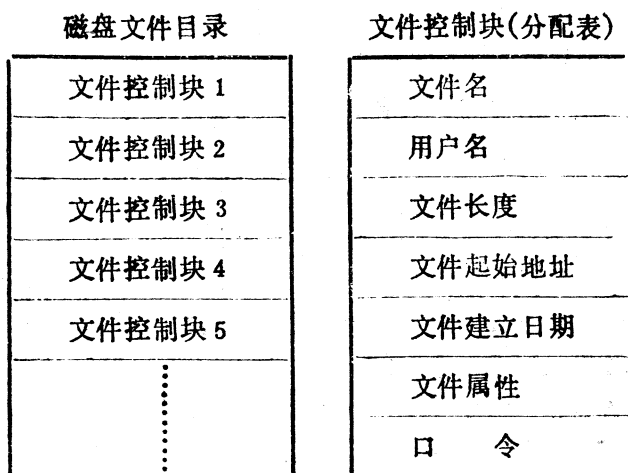 磁盘文件目录
文件控制块 1
文件控制块 2
文件控制块 3
文件控制块 4
文件控制块 5
文件控制块(分配表)
文件名
用户名
文件长度
文件起始地址
文件建立日期
文件属性
口 令